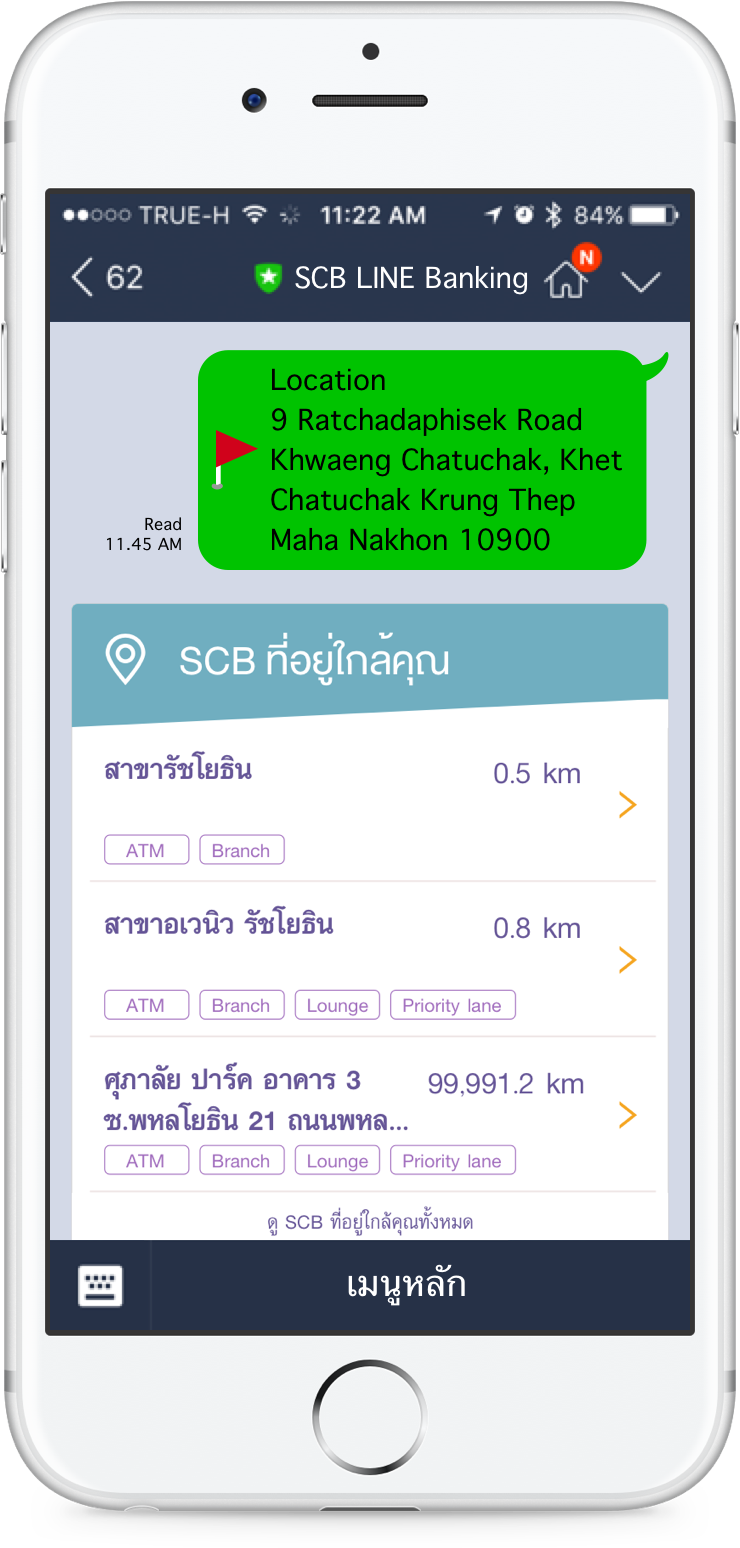 TRUE-H 11:22 AM 84%
62 SCB LINE Banking N
Location
9 Ratchadaphisek Road
Khwaeng Chatuchak, Khet
Chatuchak Krung Thep
Maha Nakhon 10900
Read
11.45 AM
SCB ที่อยู่ใกล้คุณ
สาขารัชโยธิน 0.5 km
ATM Branch
สาขาอเวนิว รัชโยธิน 0.8 km
ATM Branch Lounge Priority lane
ศุภาลัย ปาร์ค อาคาร 3 99,991.2 km
ซ.พหลโยธิน 21 ถนนพหล...
ATM Branch Lounge Priority lane
ดู SCB ที่อยู่ใกล้คุณทั้งหมด
เมนูหลัก